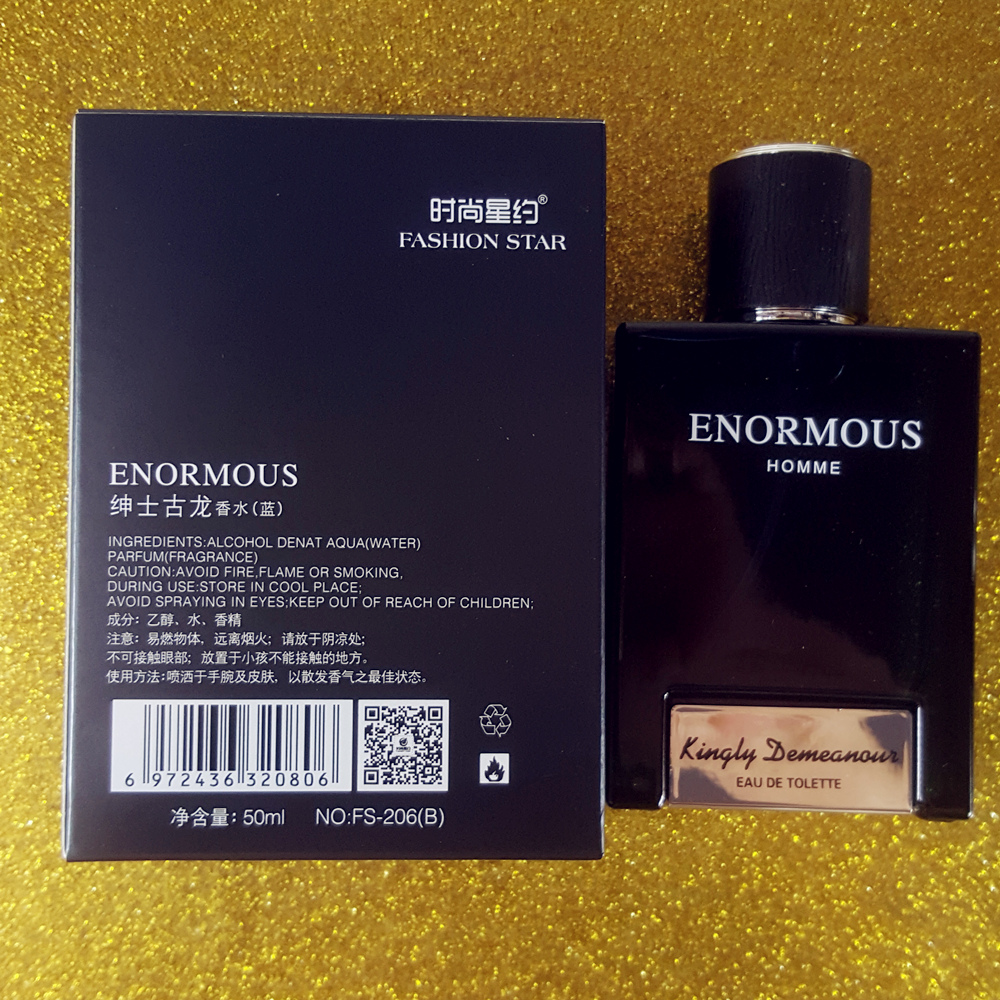 时尚星约®
FASHION STAR
ENORMOUS
绅士古龙香水(蓝)
INGREDIENTS:ALCOHOL DENAT AQUA(WATER)
PARFUM(FRAGRANCE)
CAUTION:AVOID FIRE,FLAME OR SMOKING,
DURING USE:STORE IN COOL PLACE;
AVOID SPRAYING IN EYES;KEEP OUT OF REACH OF CHILDREN;
成分：乙醇、水、香精
注意：易燃物体，远离烟火；请放于阴凉处；
不可接触眼部；放置于小孩不能接触的地方。
使用方法：喷洒于手腕及皮肤，以散发香气之最佳状态。
6 972436 320806
净含量：50ml NO:FS-206(B)
ENORMOUS
HOMME
Kingly Demeanour
EAU DE TOLETTE